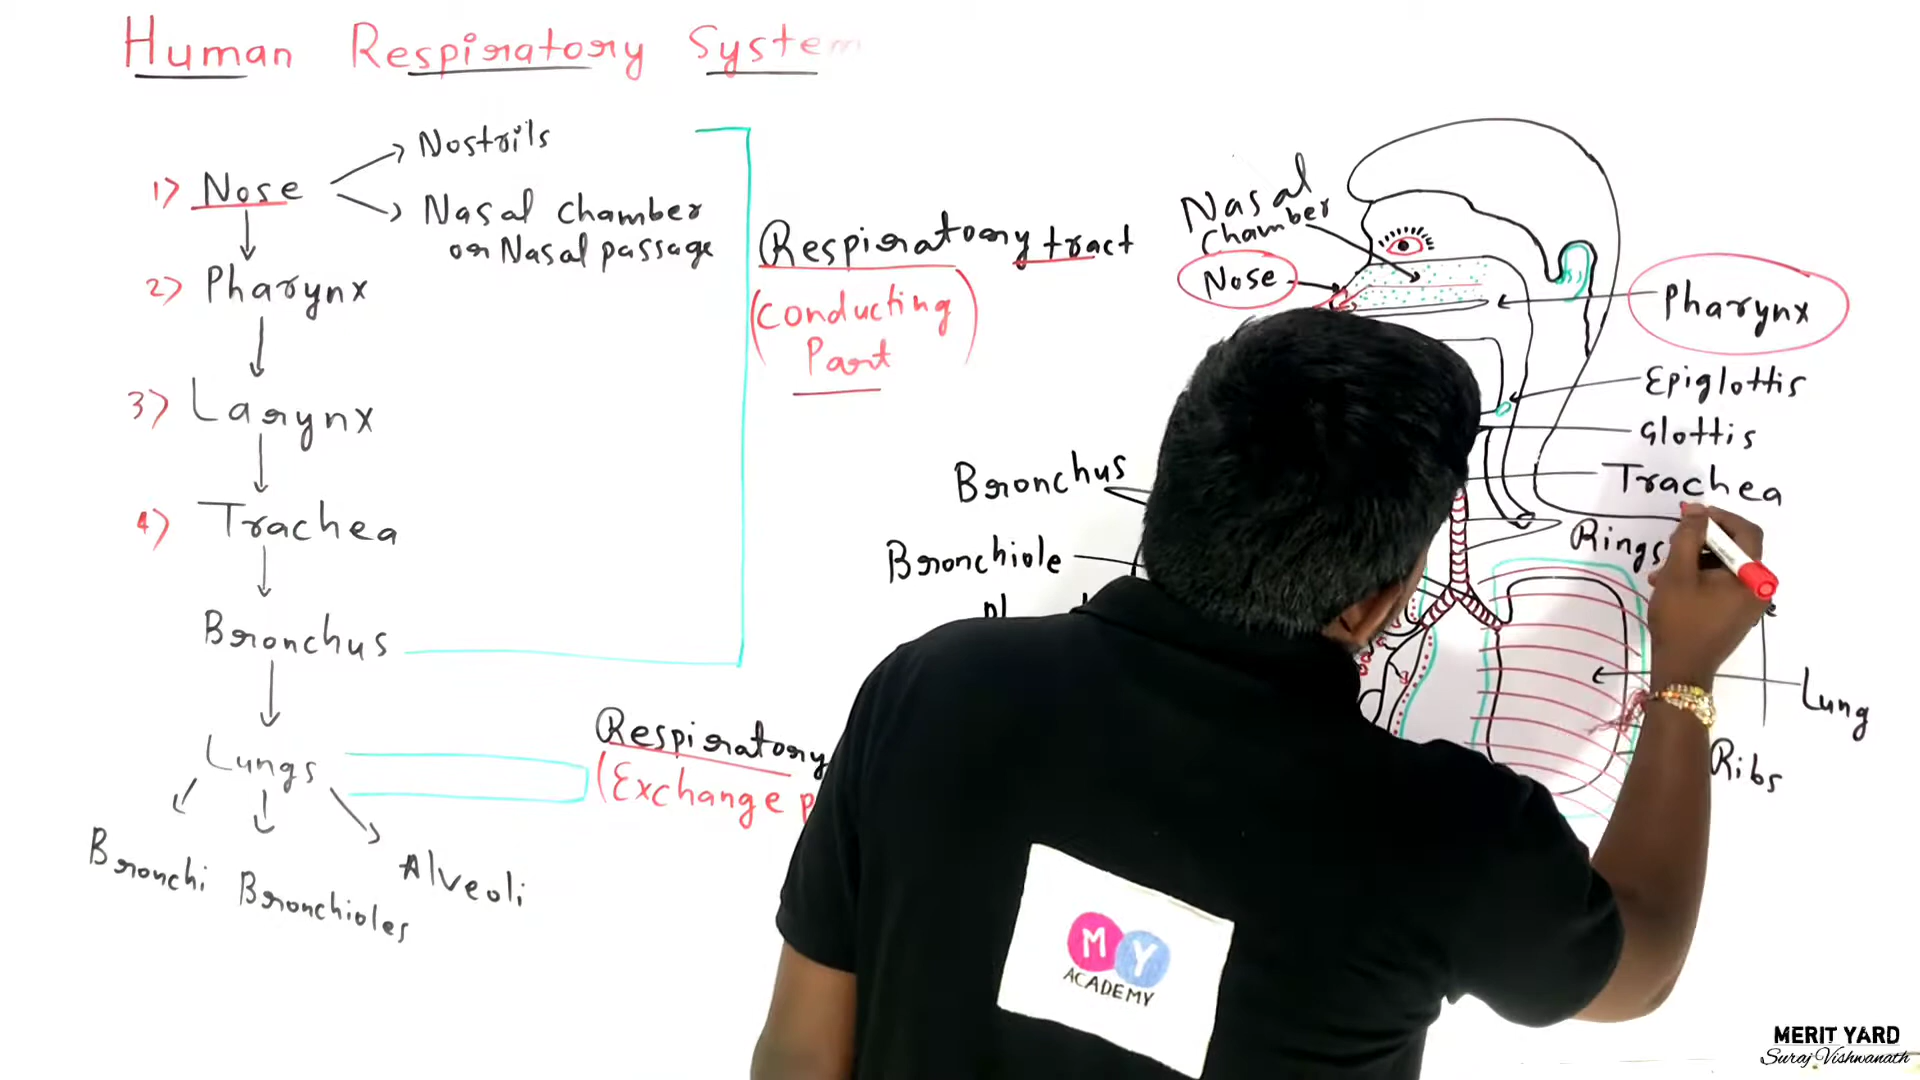 Human Respiratory System
1) Nose
Nostrils
Nasal chamber
or Nasal passage
2) Pharynx
3) Larynx
4) Trachea
Bronchus
Lungs
Bronchi
Bronchioles
Alveoli
Respiratory tract
(Conducting
Part)
Respiratory
(Exchange
Nasal
chamber
Nose
Pharynx
Epiglottis
Glottis
Trachea
Rings
Lung
Ribs
Bronchus
Bronchiole
MY
ACADEMY
MERIT YARD
Suraj Vishwanath